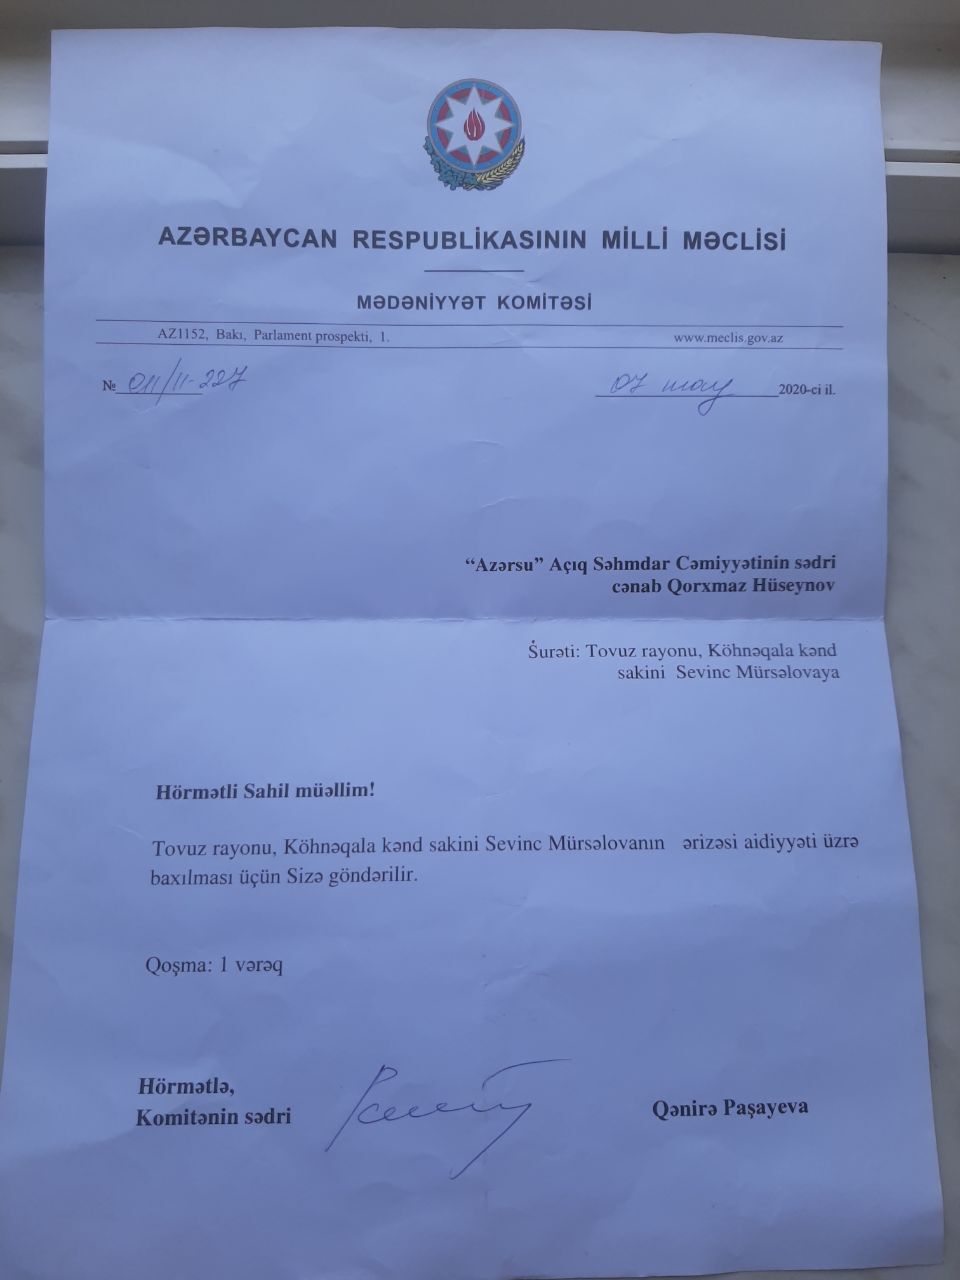 AZƏRBAYCAN RESPUBLİKASININ MİLLİ MƏCLİSİ
MƏDƏNİYYƏT KOMİTƏSİ
AZ1152, Bakı, Parlament prospekti, 1. www.meclis.gov.az
№ 011/11-227 07 may 2020-ci il.
“Azərsu” Açıq Səhmdar Cəmiyyətinin sədri
cənab Qorxmaz Hüseynov
Surəti: Tovuz rayonu, Köhnəqala kənd
sakini Sevinc Mürsəlovaya
Hörmətli Sahil müəllim!
Tovuz rayonu, Köhnəqala kənd sakini Sevinc Mürsəlovanın ərizəsi aidiyyəti üzrə
baxılması üçün Sizə göndərilir.
Qoşma: 1 vərəq
Hörmətlə,
Komitənin sədri Qənirə Paşayeva